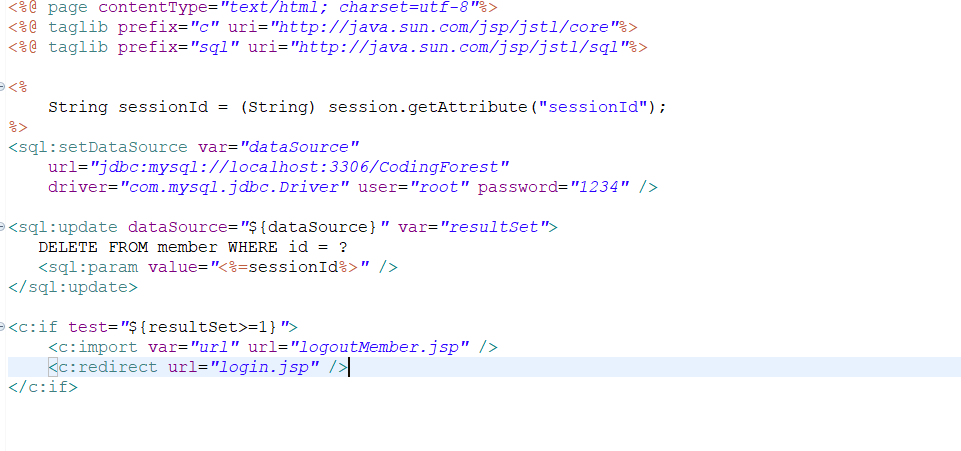 <%@ page contentType="text/html; charset=utf-8"%>
<%@ taglib prefix="c" uri="http://java.sun.com/jsp/jstl/core"%>
<%@ taglib prefix="sql" uri="http://java.sun.com/jsp/jstl/sql"%>
<%
String sessionId = (String) session.getAttribute("sessionId");
%>
<sql:setDataSource var="dataSource"
url="jdbc:mysql://localhost:3306/CodingForest"
driver="com.mysql.jdbc.Driver" user="root" password="1234" />
<sql:update dataSource="${dataSource}" var="resultSet">
DELETE FROM member WHERE id = ?
<sql:param value="<%=sessionId%>" />
</sql:update>
<c:if test="${resultSet>=1}">
<c:import var="url" url="logoutMember.jsp" />
<c:redirect url="login.jsp" />
</c:if>